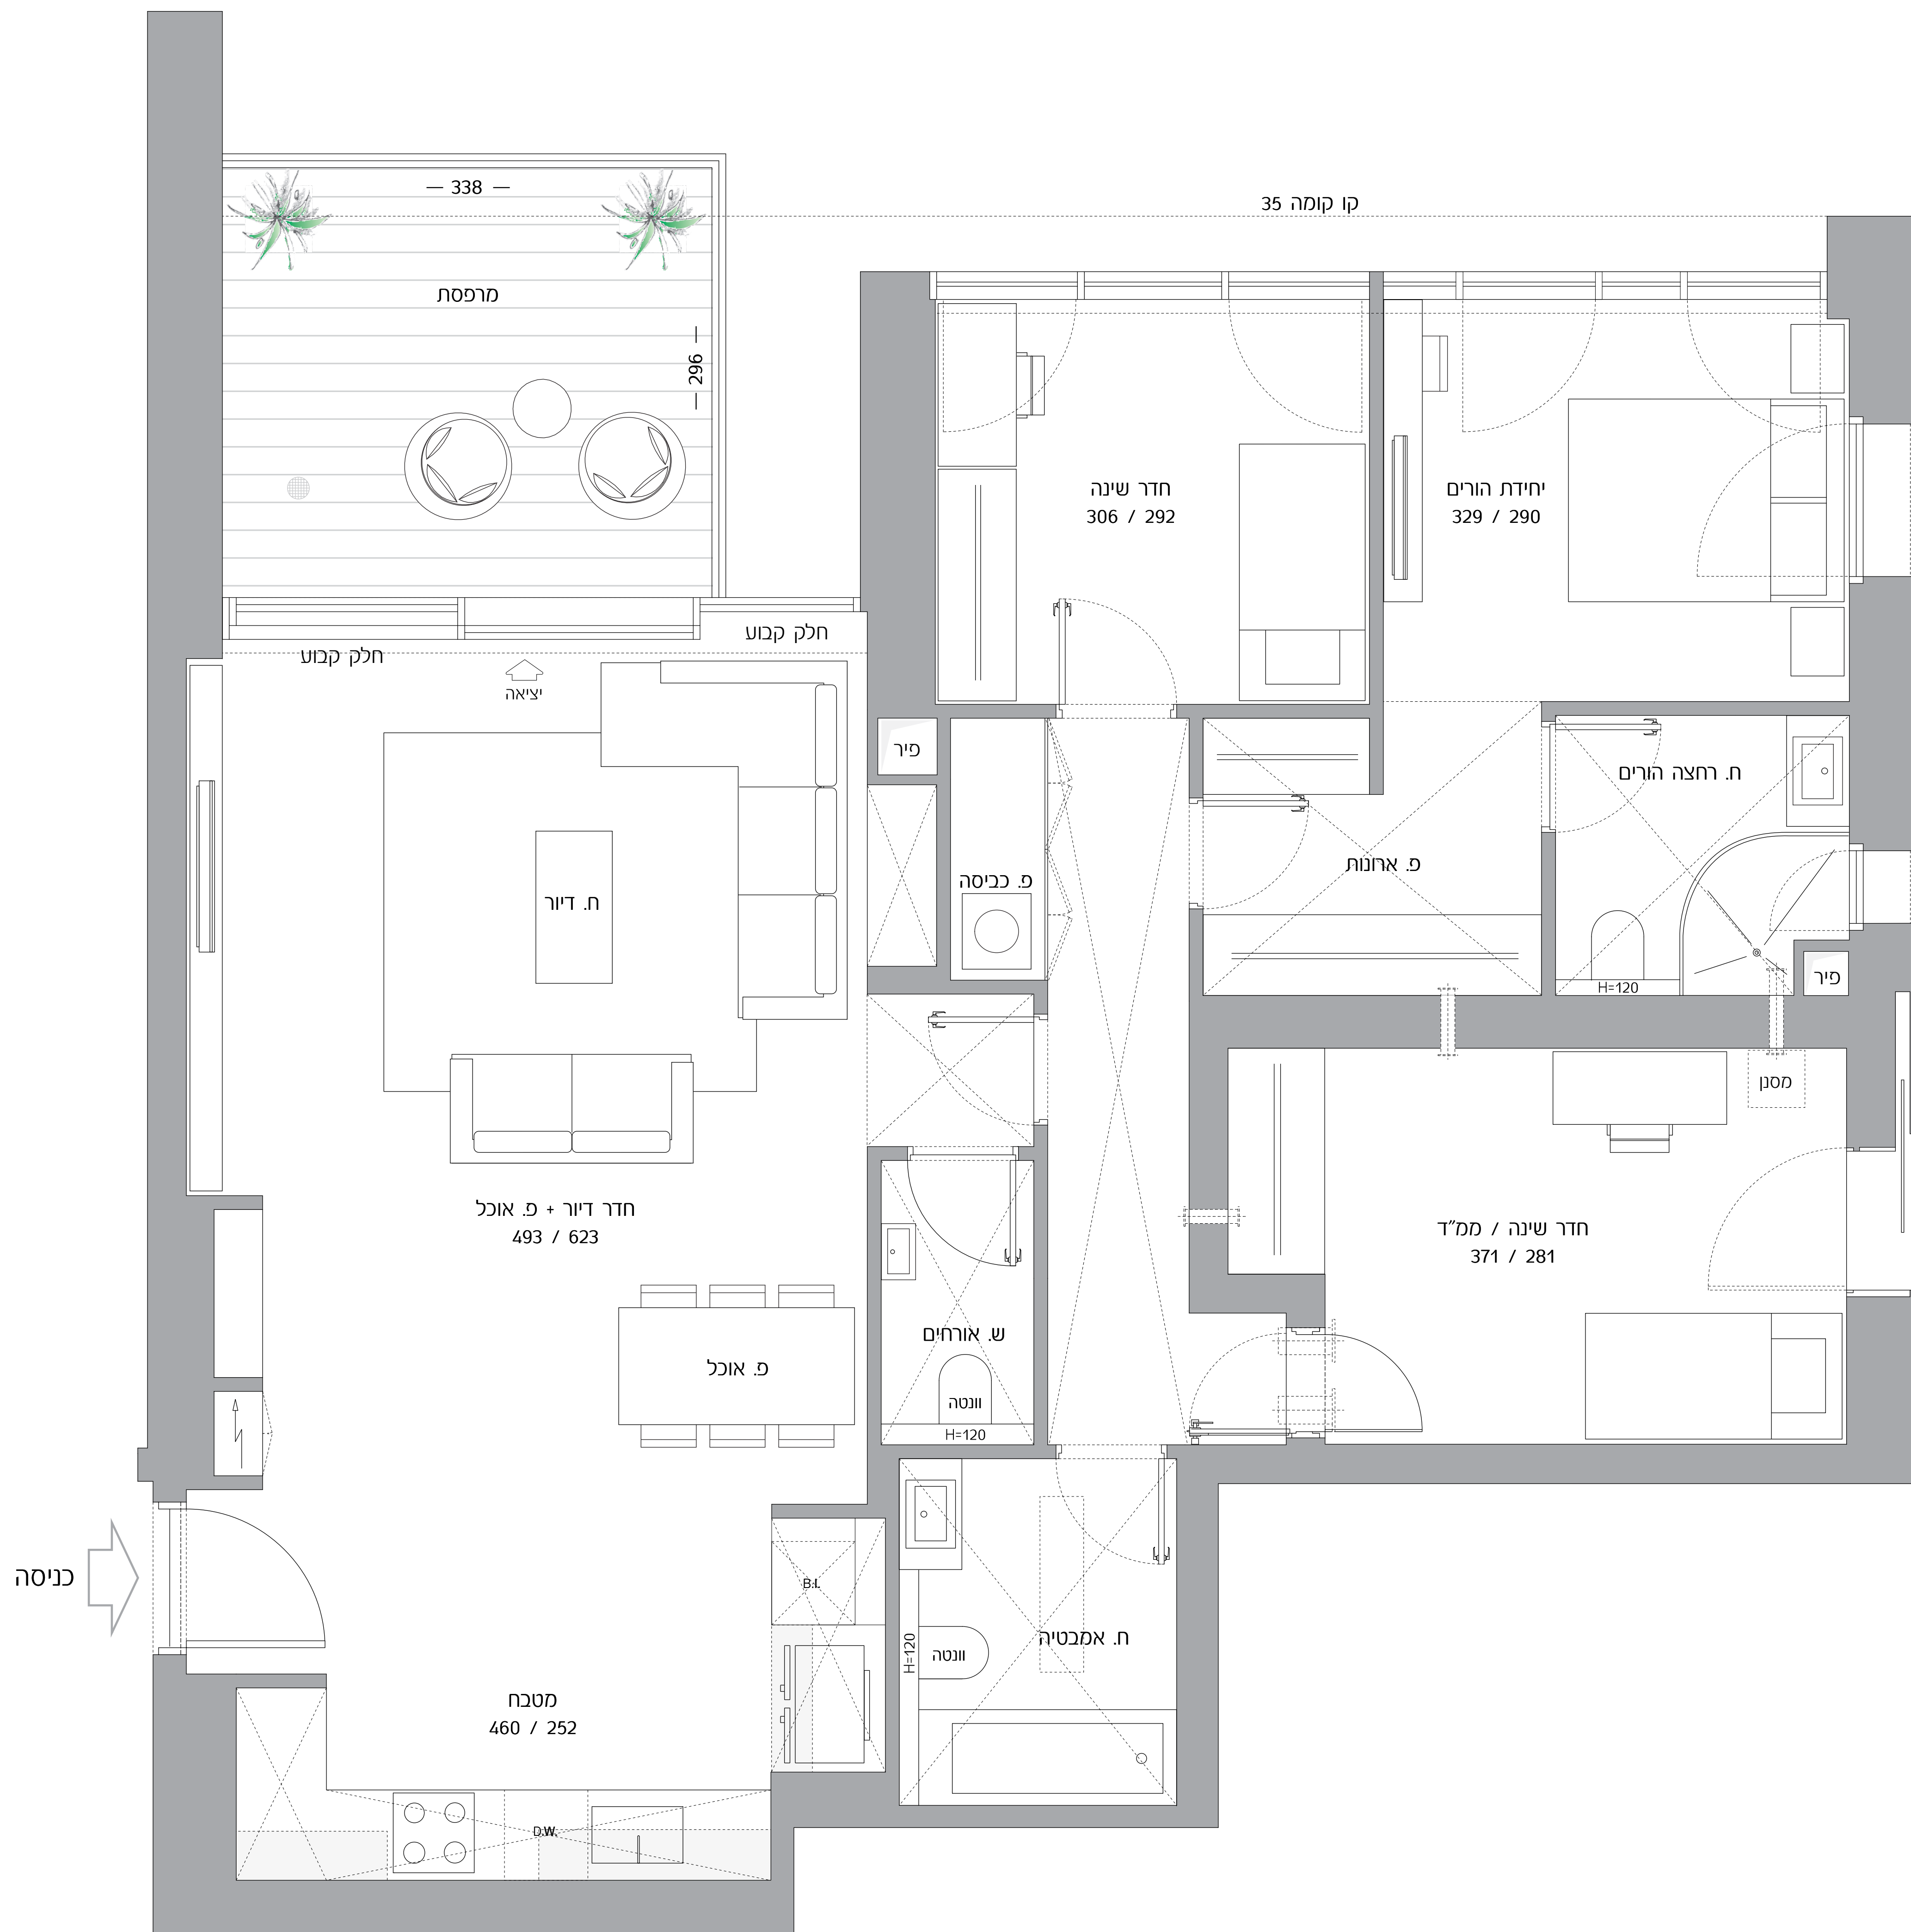 קו קומה 35
— 338 —
מרפסת
— 296 —
חדר שינה
306 / 292
יחידת הורים
329 / 290
חלק קבוע
חלק קבוע
יציאה
פיר
ח. רחצה הורים
פ. ארונות
פ. כביסה
ח. דיור
פיר
H=120
מסנן
חדר דיור + פ. אוכל
493 / 623
חדר שינה / ממ״ד
371 / 281
ש. אורחים
פ. אוכל
וונטה
H=120
כניסה
B.I.
ח. אמבטיה
וונטה
H=120
מטבח
460 / 252
D.W.